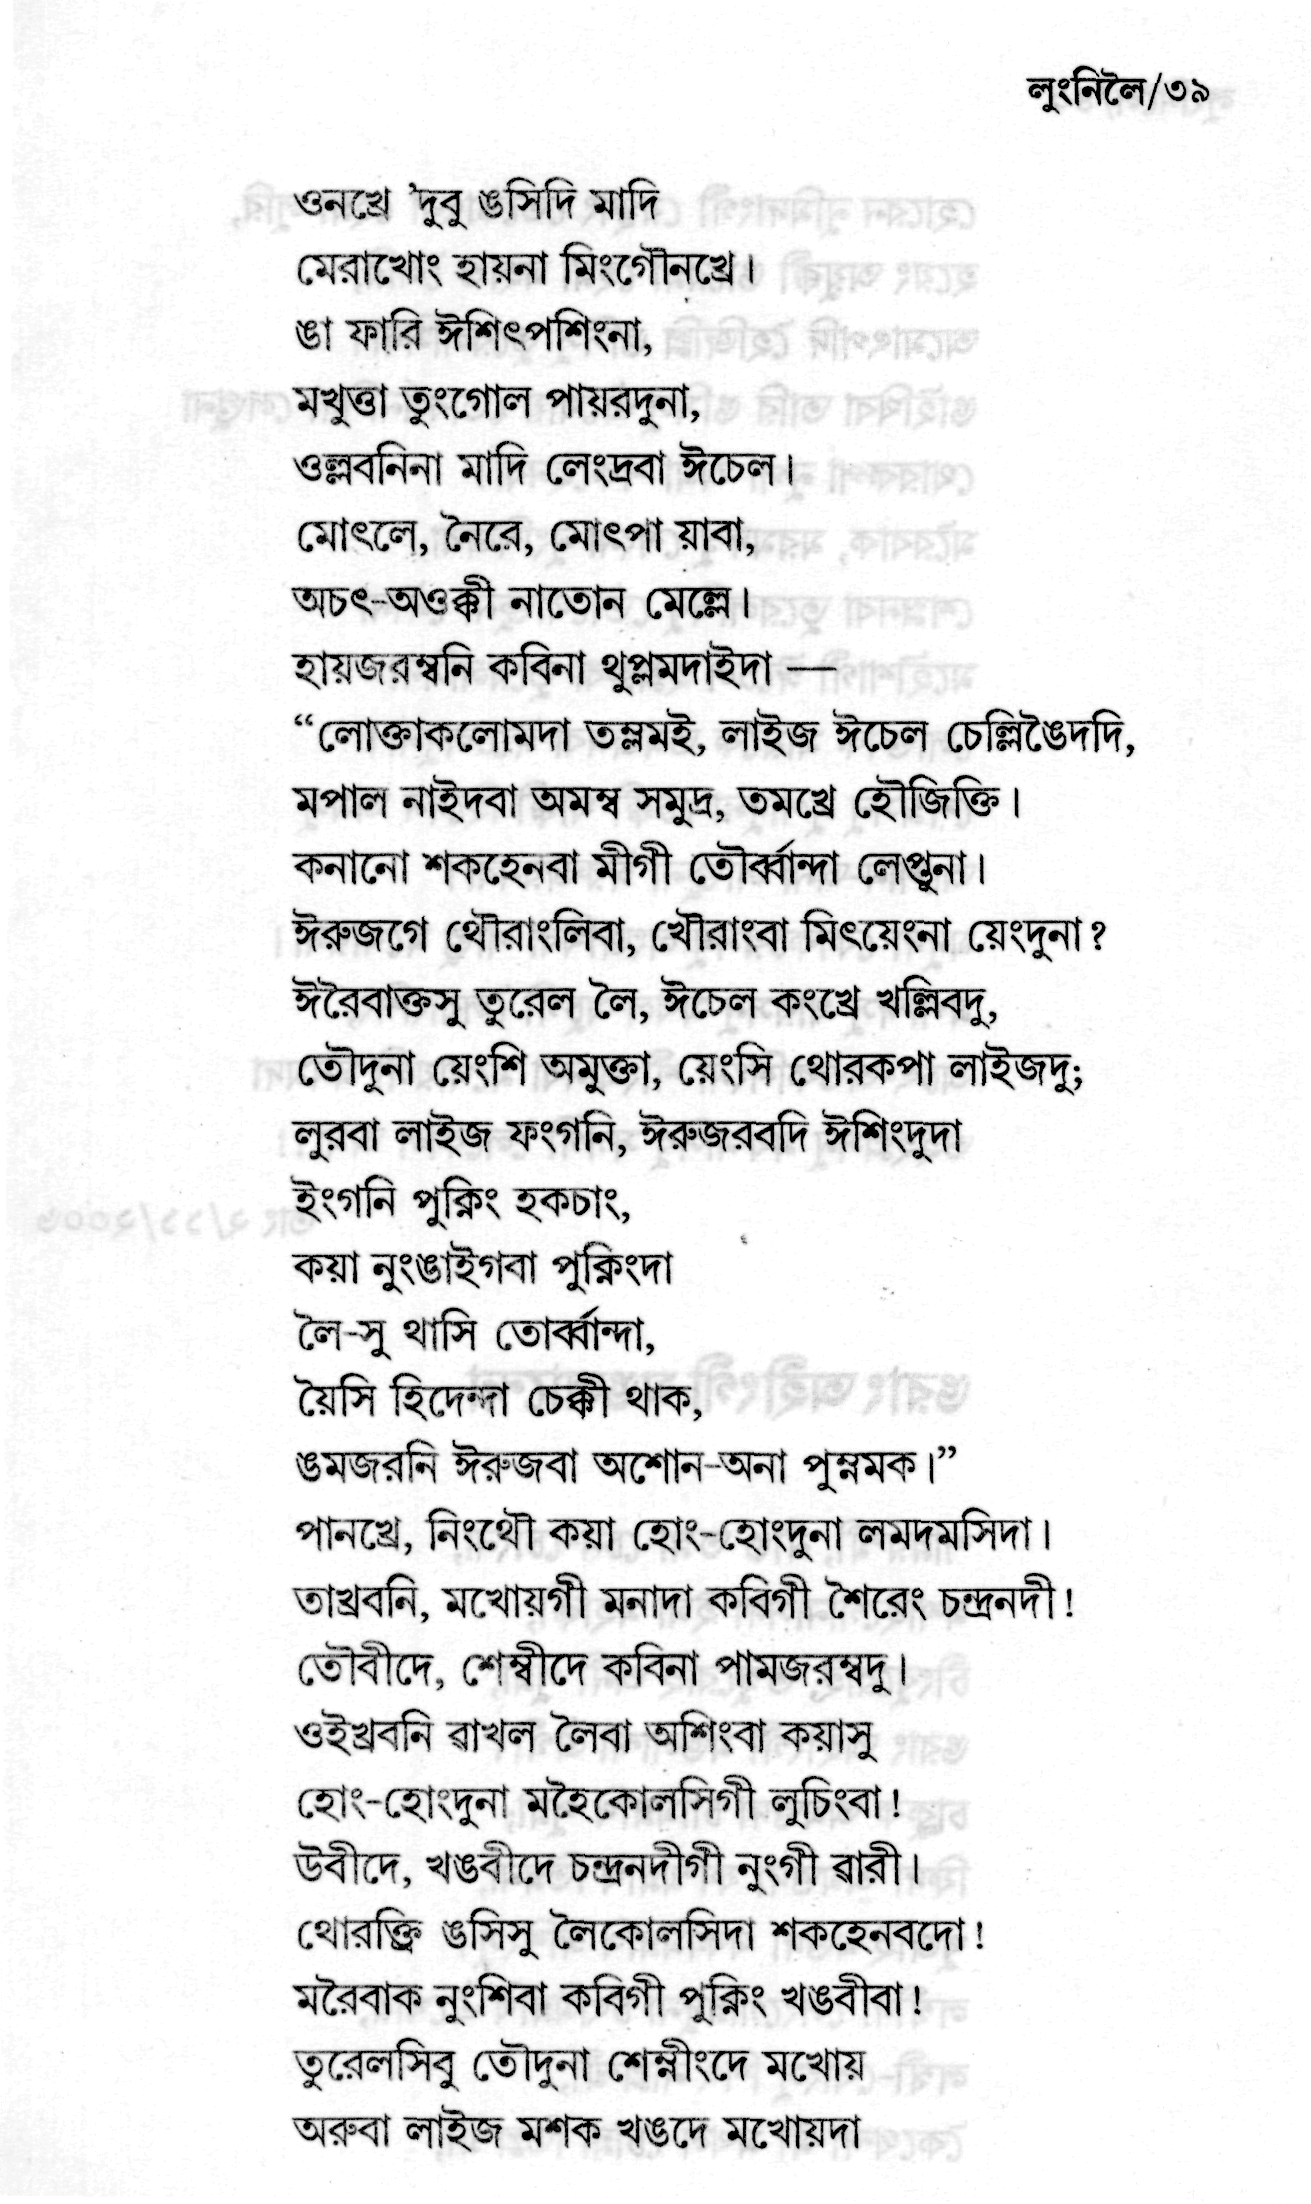 লুংনিলৈ/৩৯
ওনখ্রে 'দুবু ঙসিদি মাদি
মেরাখোং হায়না মিংগৌনখ্রে।
ঙা ফারি ঈশিৎপশিংনা,
মখুত্তা তুংগোল পায়রদুনা,
ওল্লবনিনা মাদি লেংদ্রবা ঈচেল।
মোৎলে, নৈরে, মোৎপা য়াবা,
অচৎ-অওক্কী নাতোন মেল্লে।
হায়জরম্বনি কবিনা থুপ্লমদাইদা —
“লোক্তাকলোমদা তম্লমই, লাইজ ঈচেল চেল্লিঙৈদদি,
মপাল নাইদবা অমম্ব সমুদ্র, তমখ্রে হৌজিক্তি।
কনানো শকহেনবা মীগী তৌর্ব্বান্দা লেপ্তুনা।
ঈরুজগে থৌরাংলিবা, খৌরাংবা মিৎয়েংনা য়েংদুনা?
ঈরৈবাক্তসু তুরেল লৈ, ঈচেল কংখ্রে খল্লিবদু,
তৌদুনা য়েংশি অমুক্তা, য়েংসি থোরকপা লাইজদু;
লুরবা লাইজ ফংগনি, ঈরুজরবদি ঈশিংদুদা
ইংগনি পুক্নিং হকচাং,
কয়া নুংঙাইগবা পুক্নিংদা
লৈ-সু থাসি তোর্ব্বান্দা,
য়ৈসি হিদেন্দা চেক্কী থাক,
ঙমজরনি ঈরুজবা অশোন-অনা পুম্নমক।”
পানখ্রে, নিংথৌ কয়া হোং-হোংদুনা লমদমসিদা।
তাখ্রবনি, মখোয়গী মনাদা কবিগী শৈরেং চন্দ্রনদী!
তৌবীদে, শেম্বীদে কবিনা পামজরম্বদু।
ওইখ্রবনি ৱাখল লৈবা অশিংবা কয়াসু
হোং-হোংদুনা মহৈকোলসিগী লুচিংবা!
উবীদে, খঙবীদে চন্দ্রনদীগী নুংগী ৱারী।
থোরক্ত্রি ঙসিসু লৈকোলসিদা শকহেনবদো!
মরৈবাক নুংশিবা কবিগী পুক্নিং খঙবীবা!
তুরেলসিবু তৌদুনা শেম্নীংদে মখোয়
অরুবা লাইজ মশক খঙদে মখোয়দা